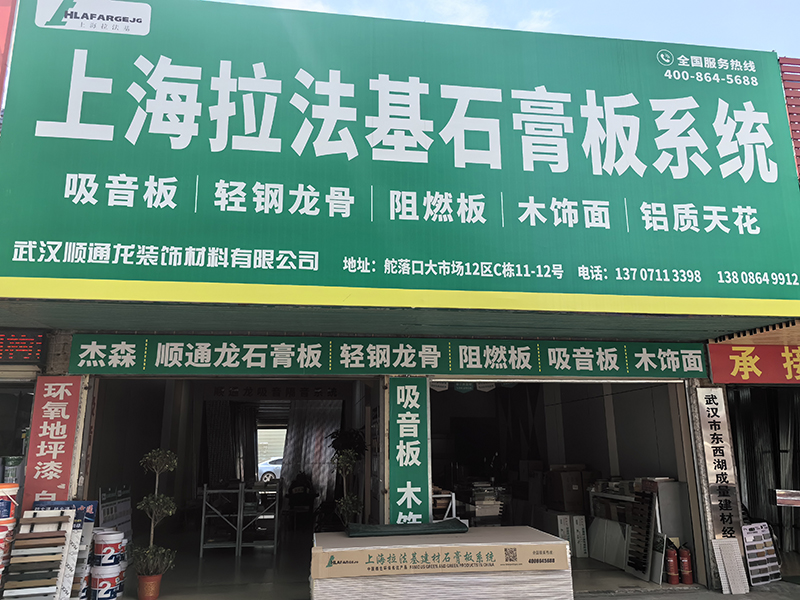 HLAFARGEJG
上海拉法基
全国服务热线
400-864-5688
上海拉法基石膏板系统
吸音板 轻钢龙骨 阻燃板 木饰面 铝质天花
武汉顺通龙装饰材料有限公司 地址：舵落口大市场12区C栋11-12号 电话：137 0711 3398 138 0864 9912
杰森 顺通龙石膏板 轻钢龙骨 阻燃板 吸音板 木饰面
承接
环氧地坪漆
吸音板 木饰
武汉市东西湖成量建材经
HLAFARGEJG 上海拉法基建材石膏板系统
4008645688